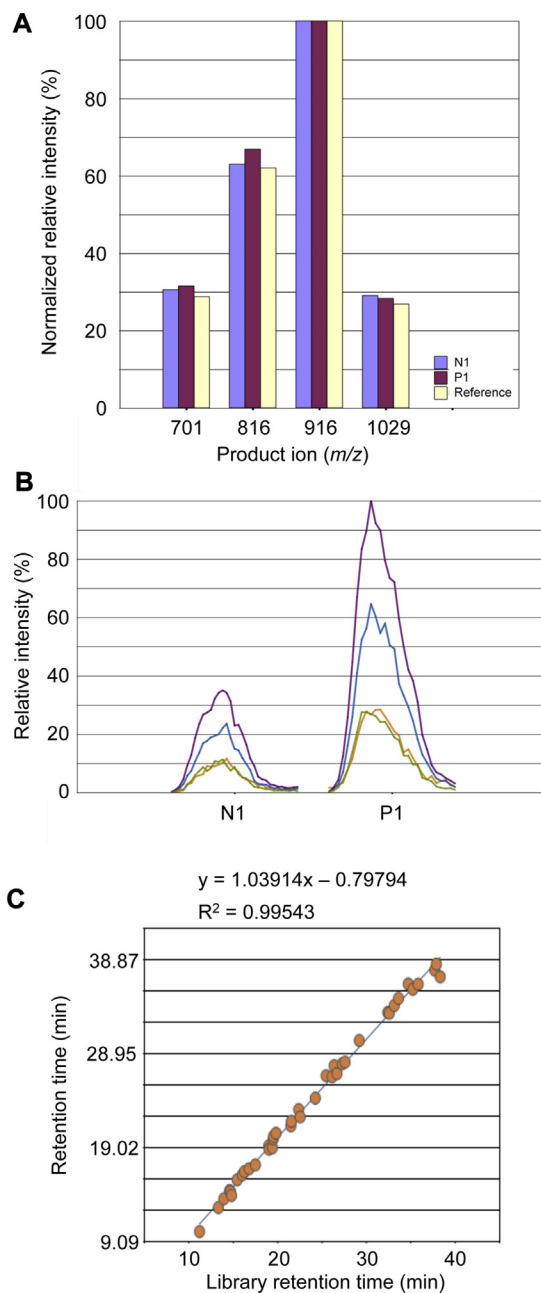 A
Normalized relative intensity (%)
100
80
60
40
20
0
N1
P1
Reference
701 816 916 1029
Product ion (m/z)
B
Relative intensity (%)
100
80
60
40
20
0
N1 P1
y = 1.03914x – 0.79794
C
R² = 0.99543
Retention time (min)
38.87
28.95
19.02
9.09
10 20 30 40
Library retention time (min)